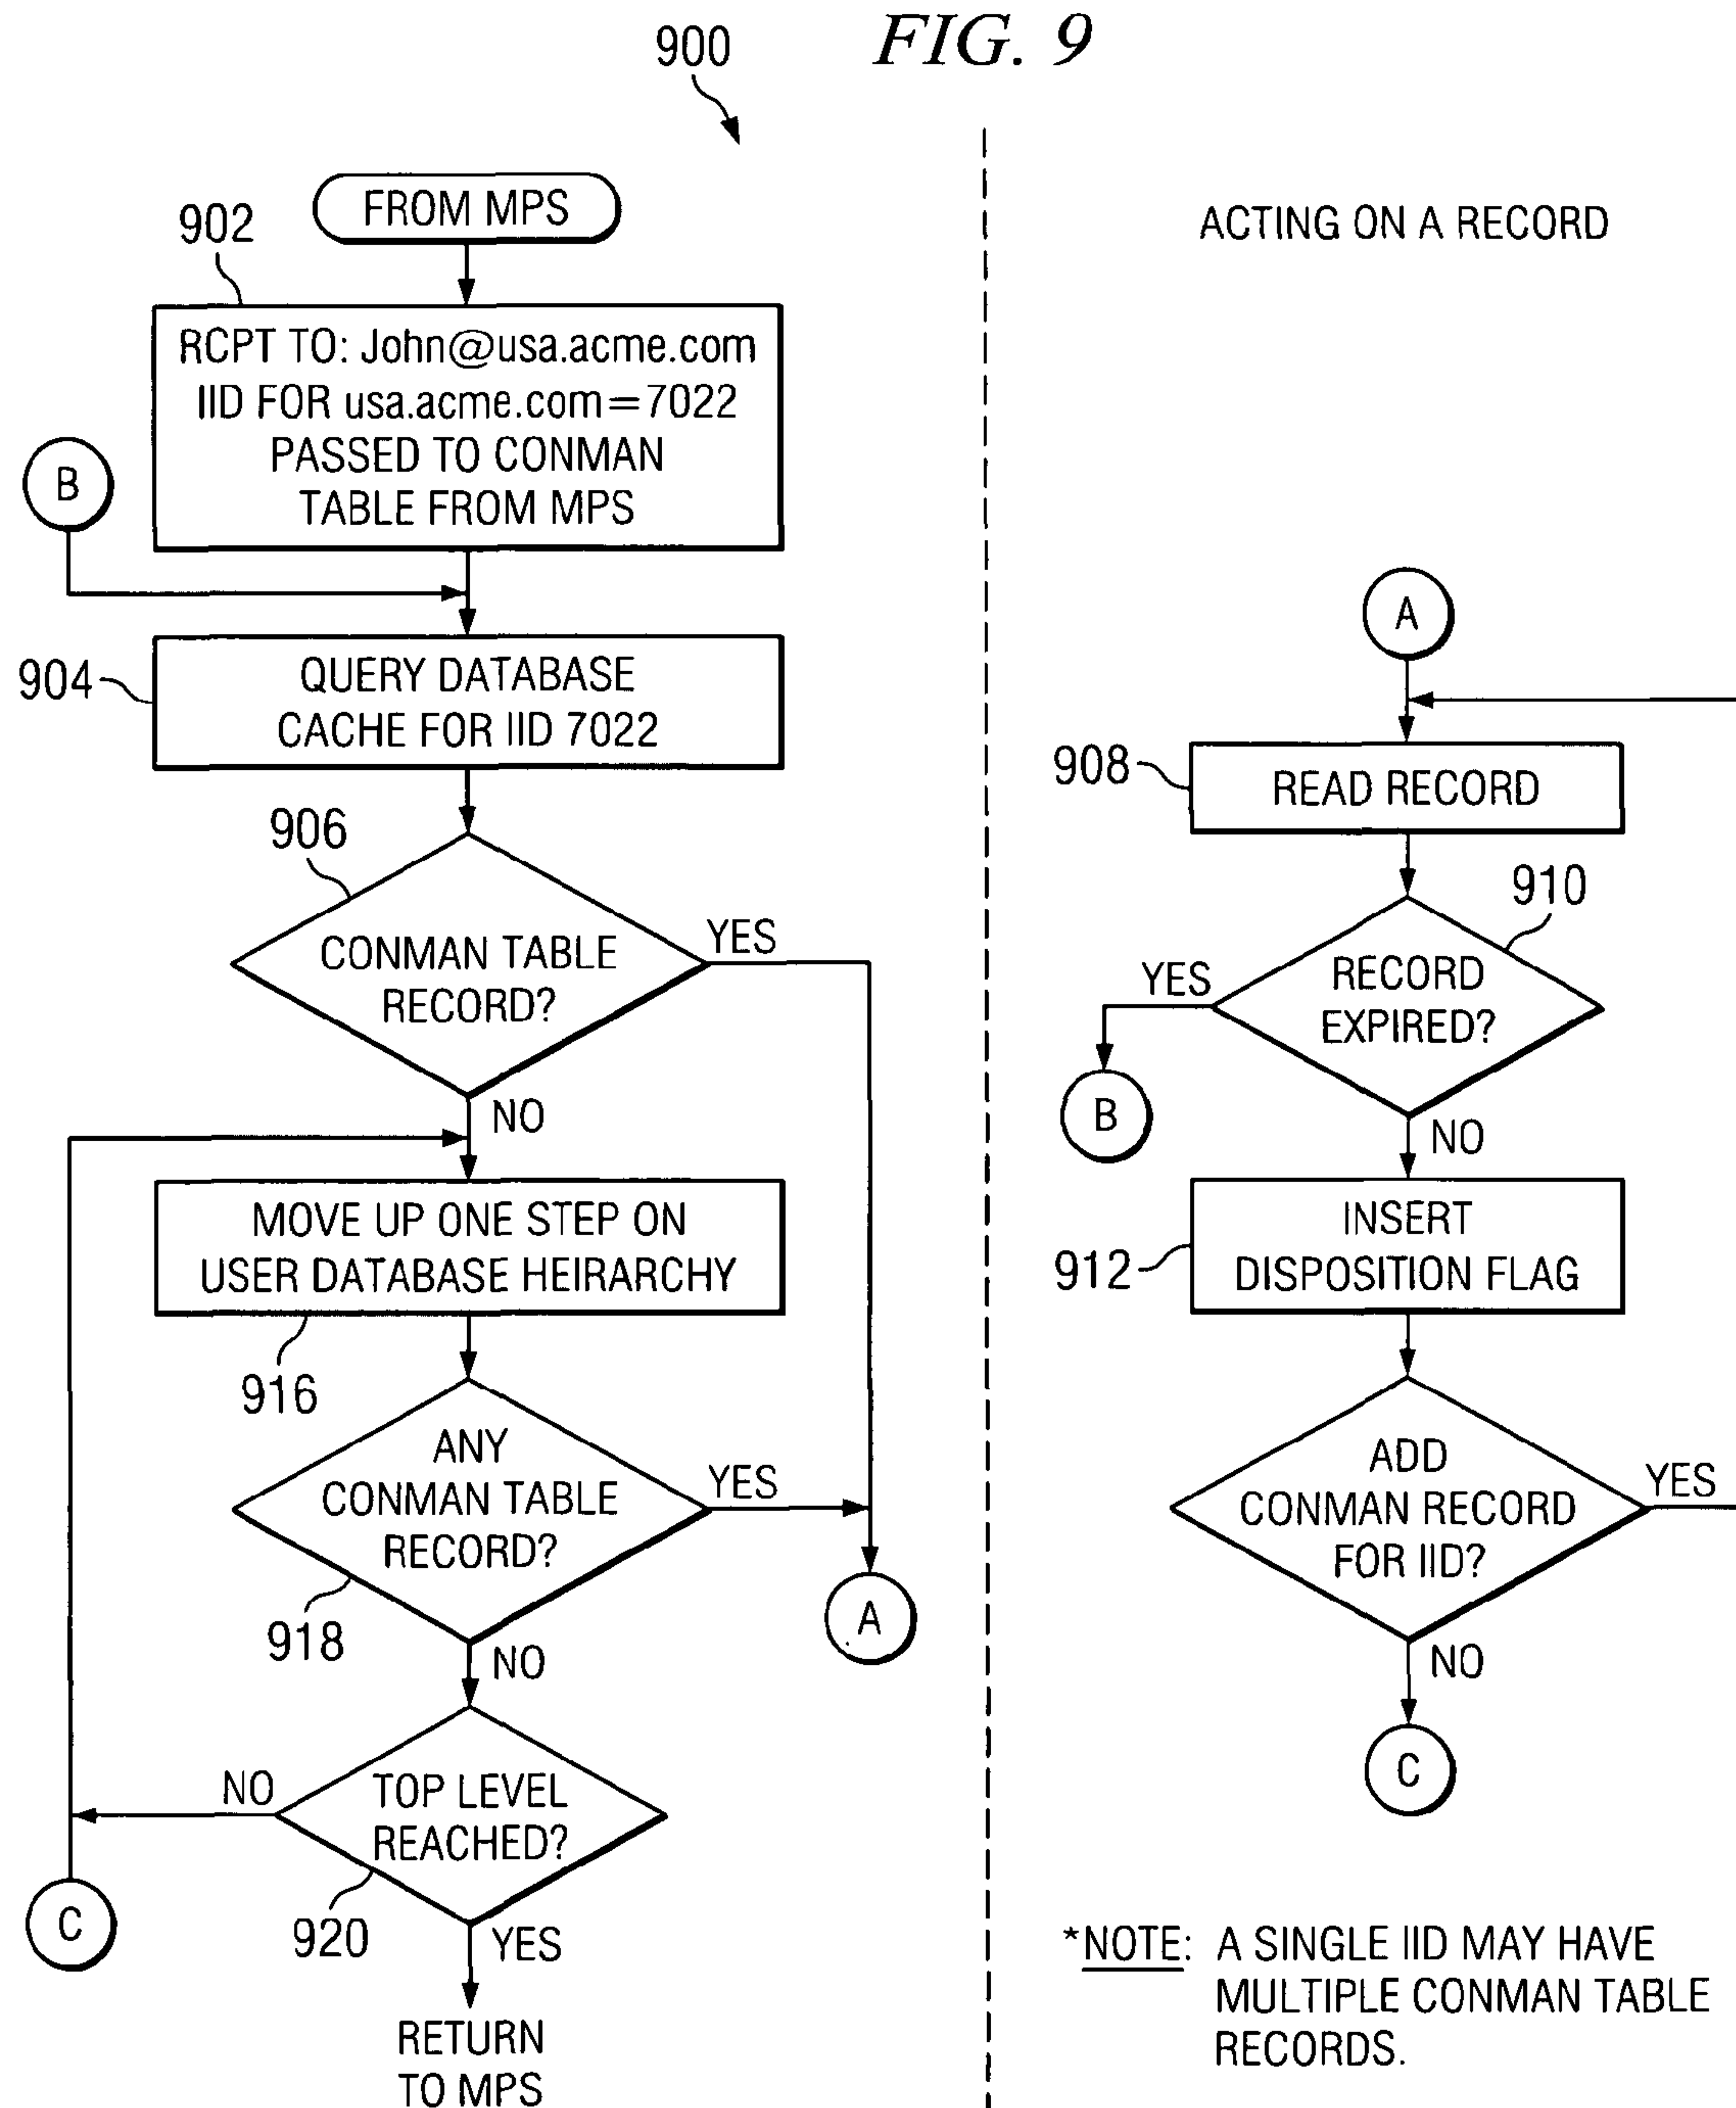 FIG. 9
900
FROM MPS
902
RCPT TO: John@usa.acme.com
IID FOR usa.acme.com=7022
PASSED TO CONMAN
TABLE FROM MPS
B
904
QUERY DATABASE
CACHE FOR IID 7022
906
CONMAN TABLE
RECORD?
YES
NO
MOVE UP ONE STEP ON
USER DATABASE HEIRARCHY
916
ANY
CONMAN TABLE
RECORD?
YES
918
NO
A
TOP LEVEL
REACHED?
NO
C
920
YES
RETURN
TO MPS
ACTING ON A RECORD
A
908
READ RECORD
910
RECORD
EXPIRED?
YES
B
NO
912
INSERT
DISPOSITION FLAG
ADD
CONMAN RECORD
FOR IID?
YES
NO
C
*NOTE: A SINGLE IID MAY HAVE
MULTIPLE CONMAN TABLE
RECORDS.